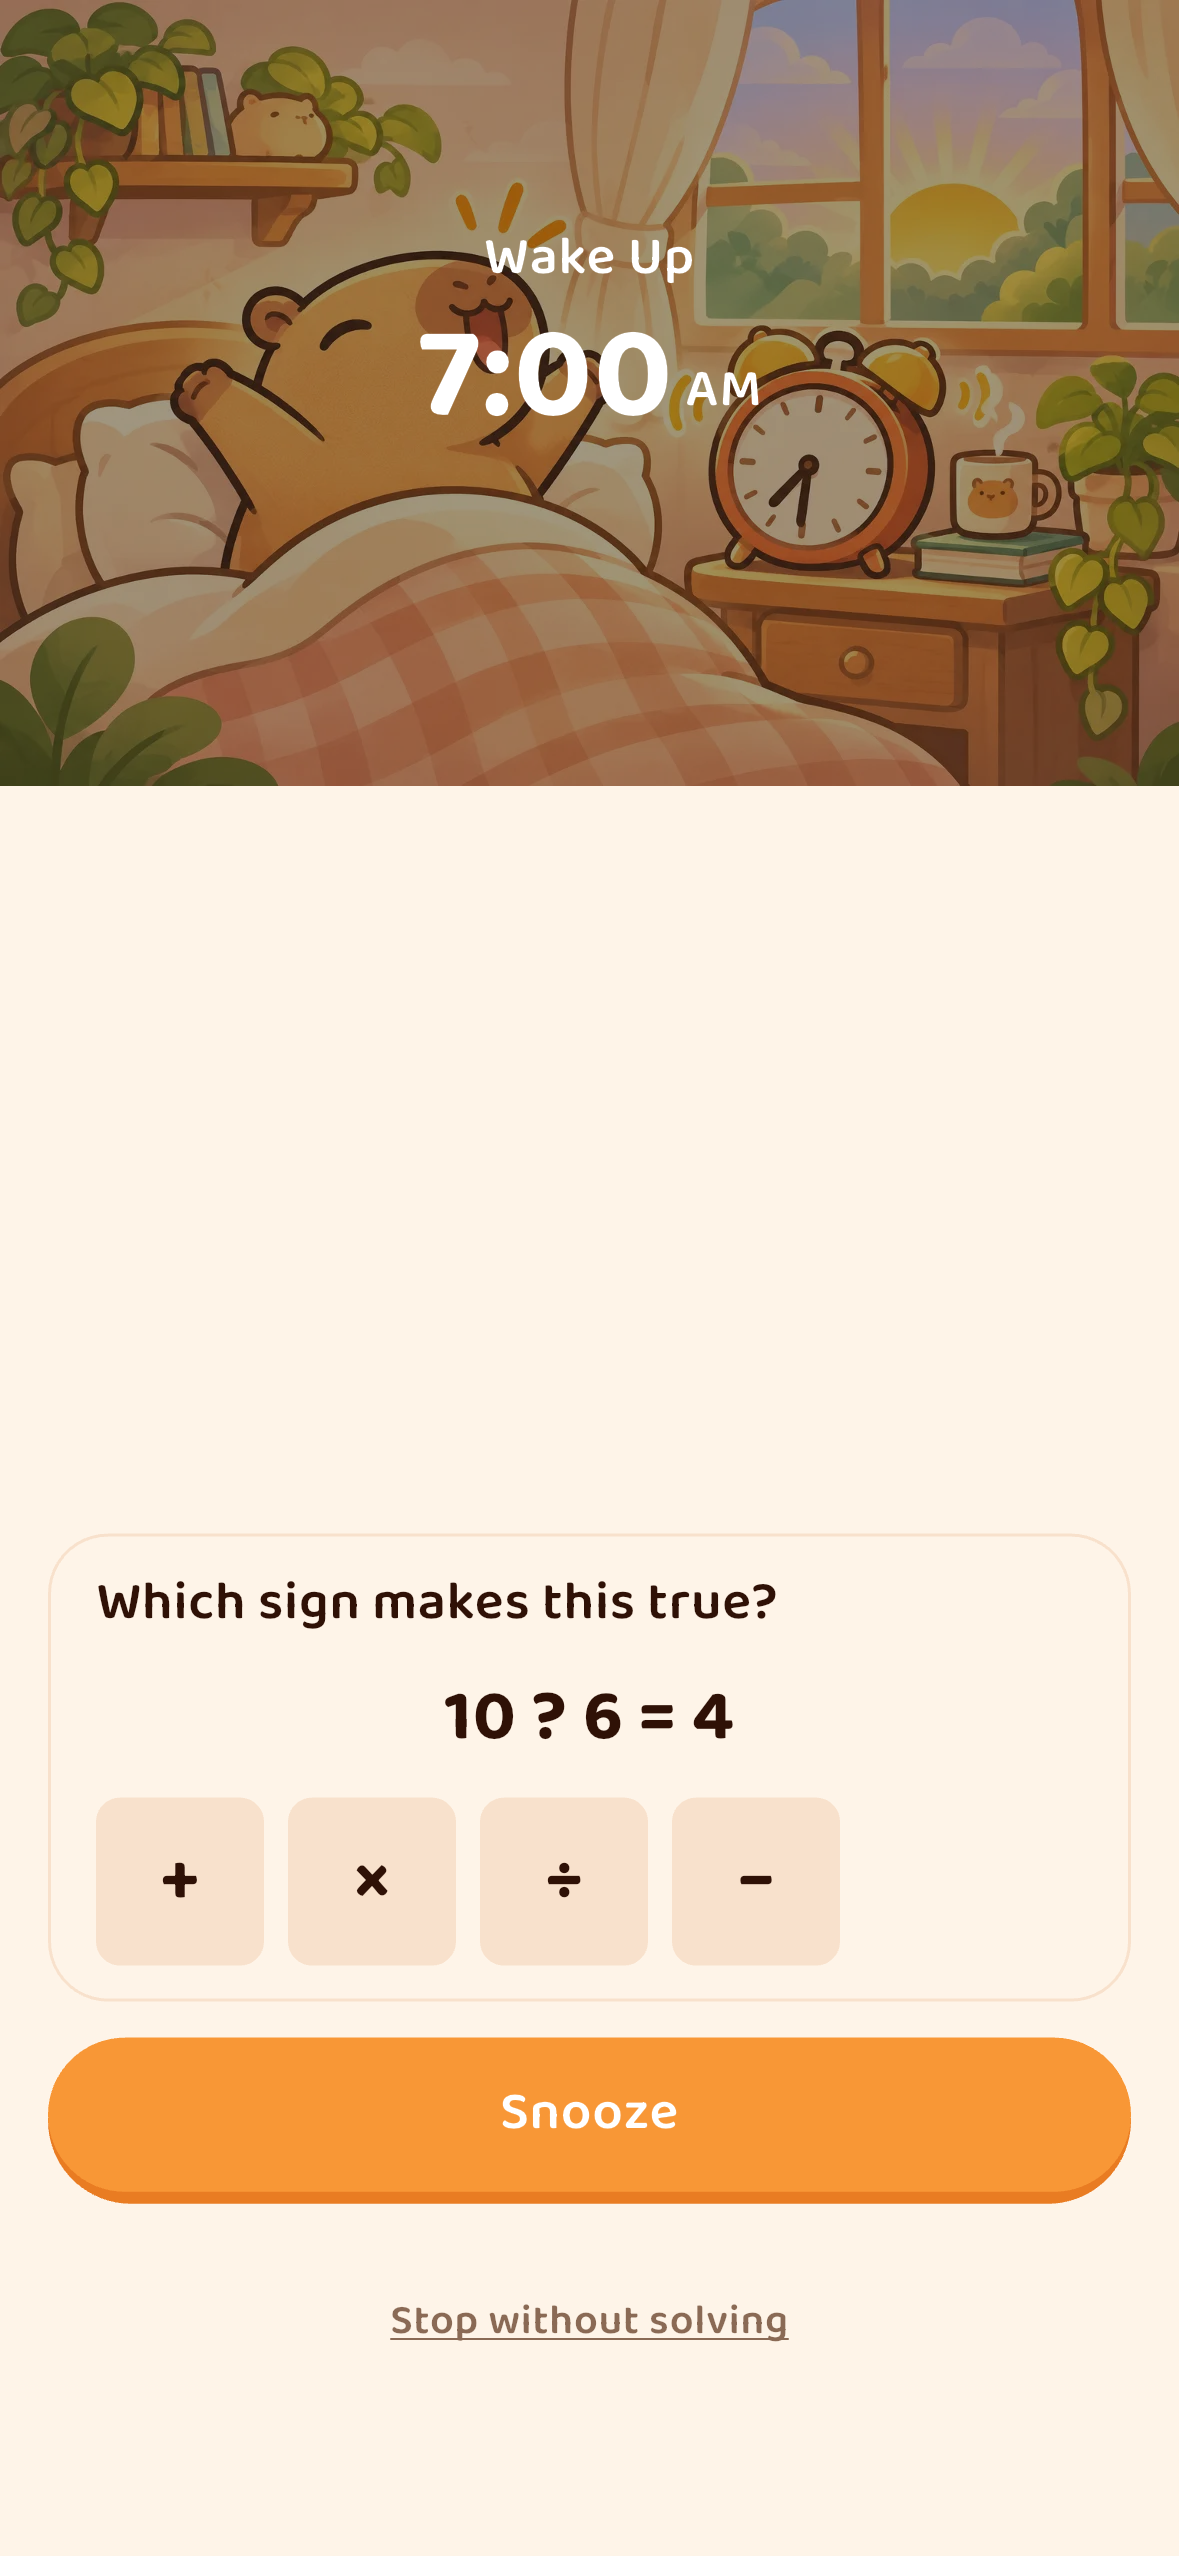 Wake Up
7:00 AM
Which sign makes this true?
10 ? 6 = 4
+ × ÷ −
Snooze
Stop without solving